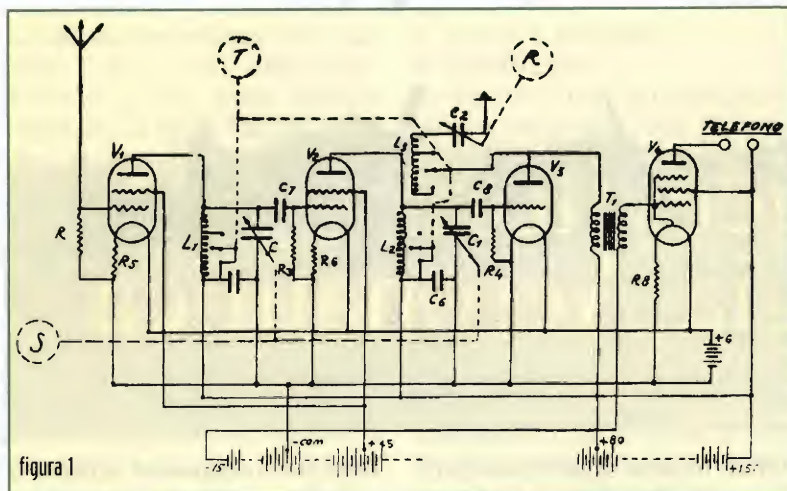 T
R
C2
V1
V2
L3
V3
V4
TELEFONO
C7
C8
R
T1
L1
C
L2
C1
R5
R3
R6
C6
R4
R8
S
+6
-com
+45
+80
-15
+15
figura 1